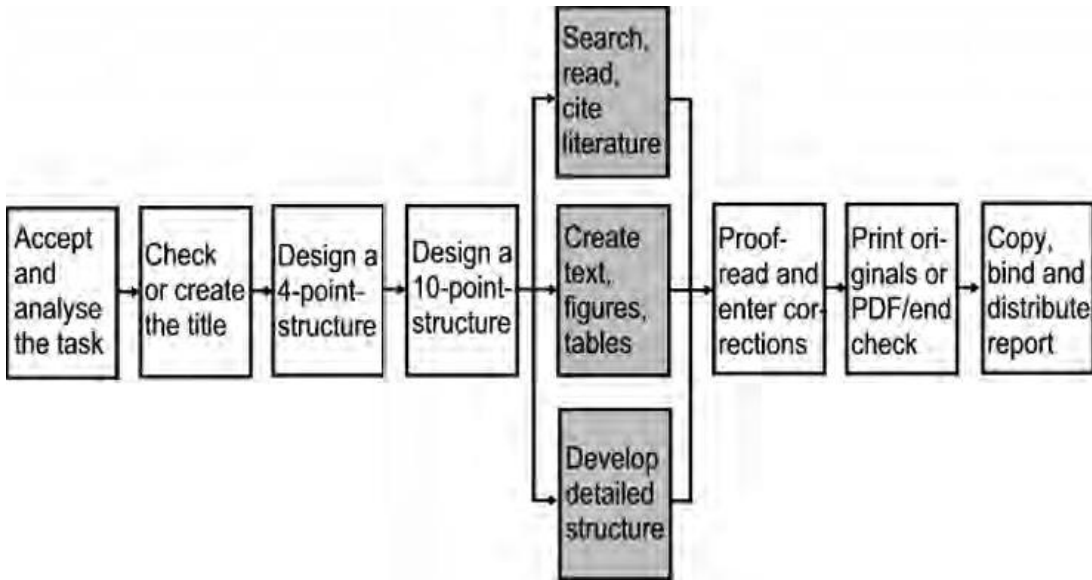 Accept
and
analyse
the task
Check
or create
the title
Design a
4-point-
structure
Design a
10-point-
structure
Search,
read,
cite
literature
Create
text,
figures,
tables
Develop
detailed
structure
Proof-
read and
enter cor-
rections
Print ori-
ginals or
PDF/end
check
Copy,
bind and
distribute
report